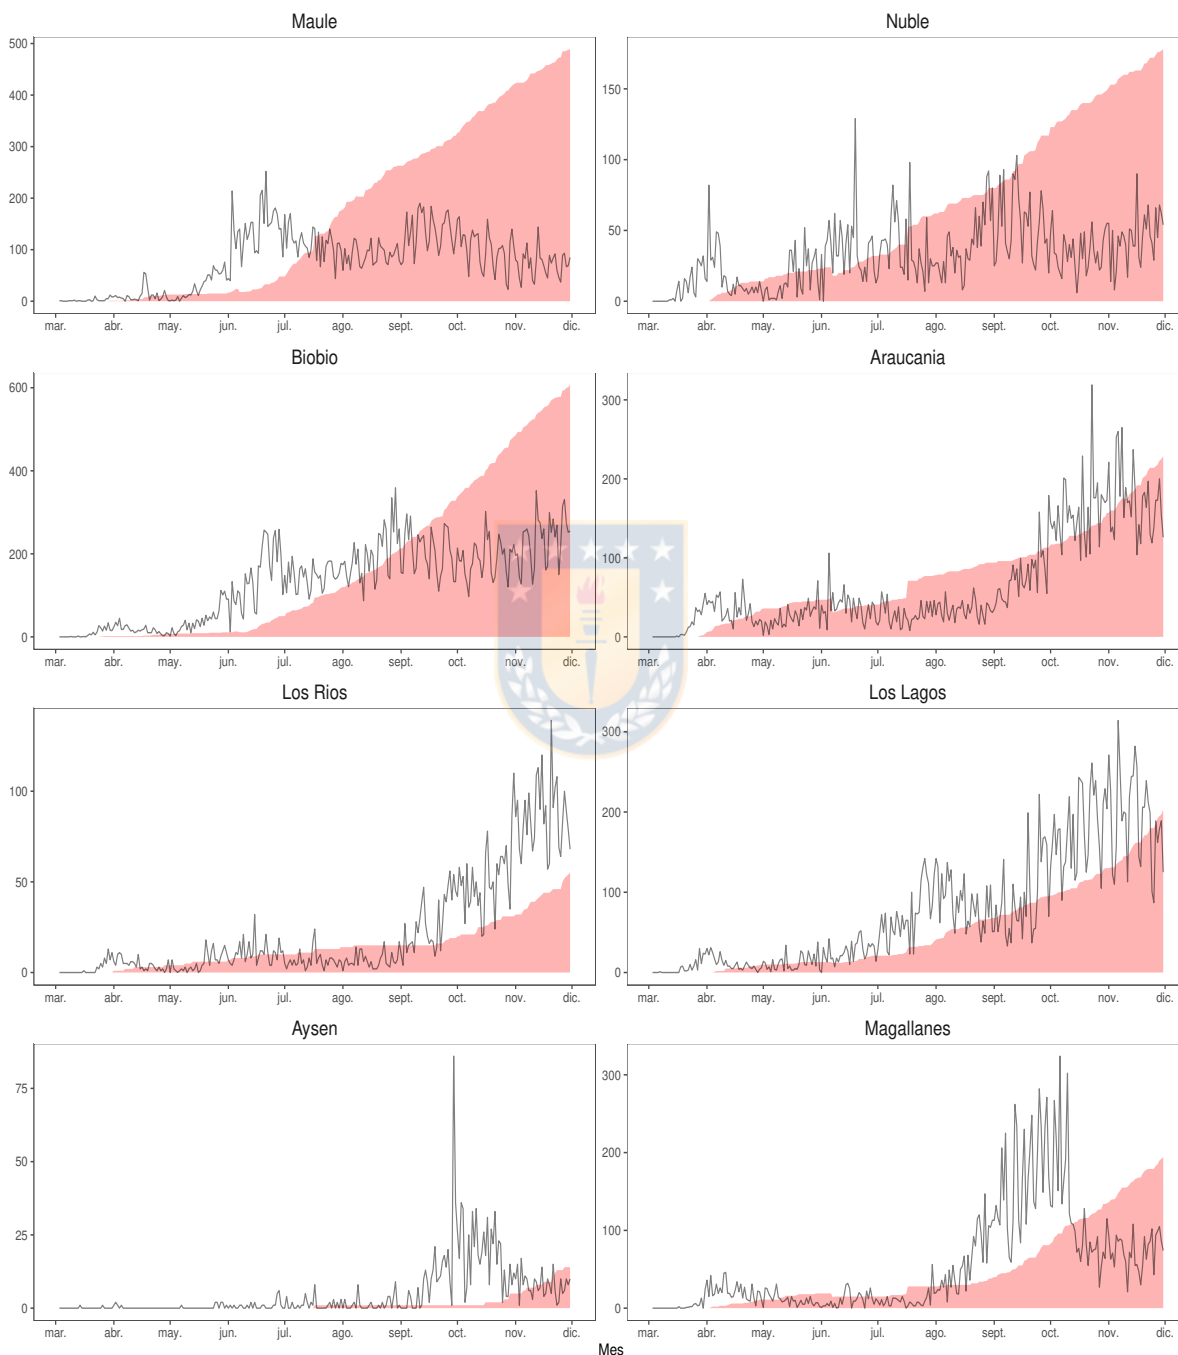 Maule
500
400
300
200
100
0
mar. abr. may. jun. jul. ago. sept. oct. nov. dic.
Nuble
150
100
50
0
mar. abr. may. jun. jul. ago. sept. oct. nov. dic.
Biobio
600
400
200
0
mar. abr. may. jun. jul. ago. sept. oct. nov. dic.
Araucania
300
200
100
0
mar. abr. may. jun. jul. ago. sept. oct. nov. dic.
Los Rios
100
50
0
mar. abr. may. jun. jul. ago. sept. oct. nov. dic.
Los Lagos
300
200
100
0
mar. abr. may. jun. jul. ago. sept. oct. nov. dic.
Aysen
75
50
25
0
mar. abr. may. jun. jul. ago. sept. oct. nov. dic.
Magallanes
300
200
100
0
mar. abr. may. jun. jul. ago. sept. oct. nov. dic.
Mes